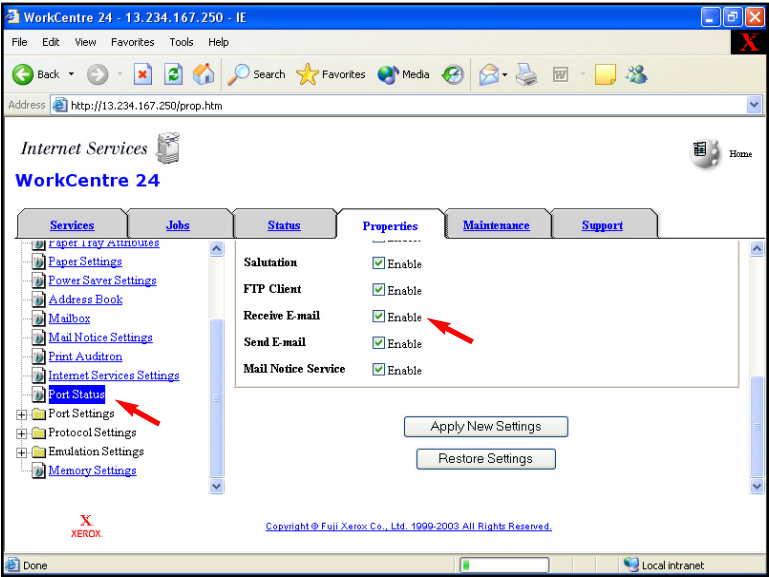 WorkCentre 24 - 13.234.167.250 - IE
File Edit View Favorites Tools Help
X
Back Search Favorites Media
Address http://13.234.167.250/prop.htm
Internet Services
Home
WorkCentre 24
Services Jobs Status Properties Maintenance Support
Paper Tray Attributes
Paper Settings
Power Saver Settings
Address Book
Mailbox
Mail Notice Settings
Print Auditron
Internet Services Settings
Port Status
Port Settings
Protocol Settings
Emulation Settings
Memory Settings
Salutation Enable
FTP Client Enable
Receive E-mail Enable
Send E-mail Enable
Mail Notice Service Enable
Apply New Settings
Restore Settings
X
XEROX.
Copyright © Fuji Xerox Co., Ltd. 1999-2003 All Rights Reserved.
Done Local intranet